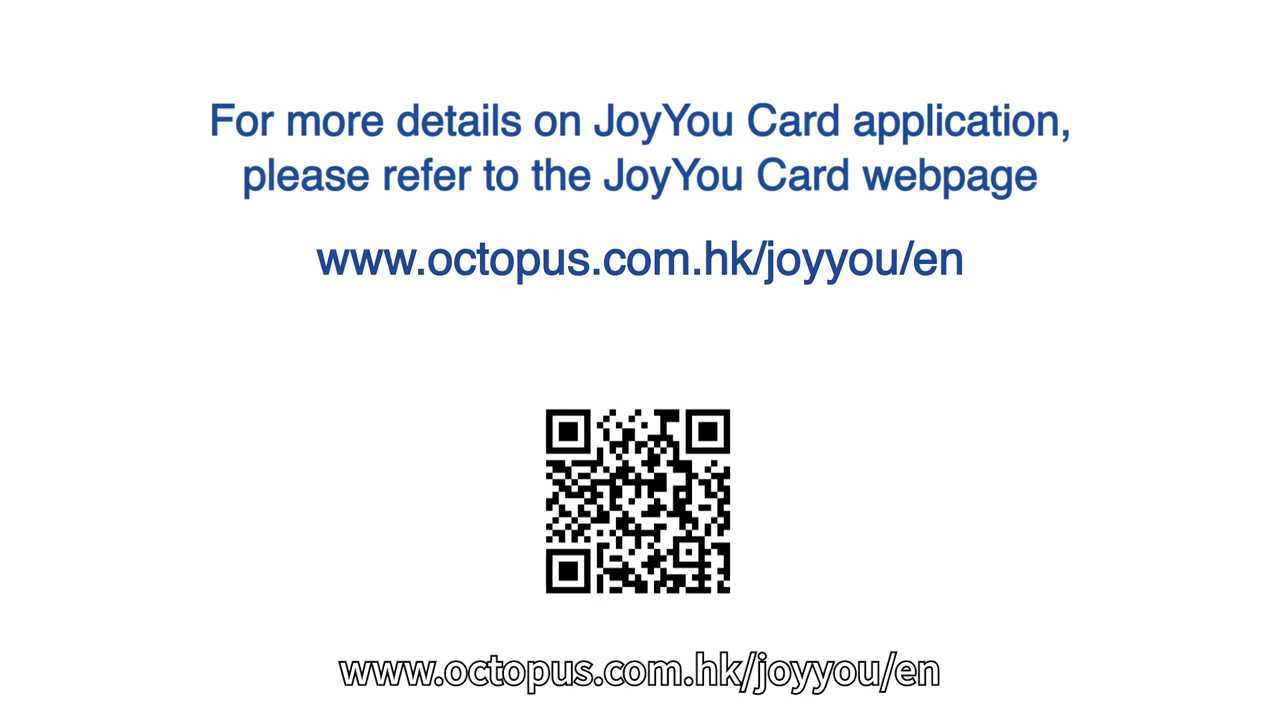 For more details on JoyYou Card application,
please refer to the JoyYou Card webpage
www.octopus.com.hk/joyyou/en
www.octopus.com.hk/joyyou/en